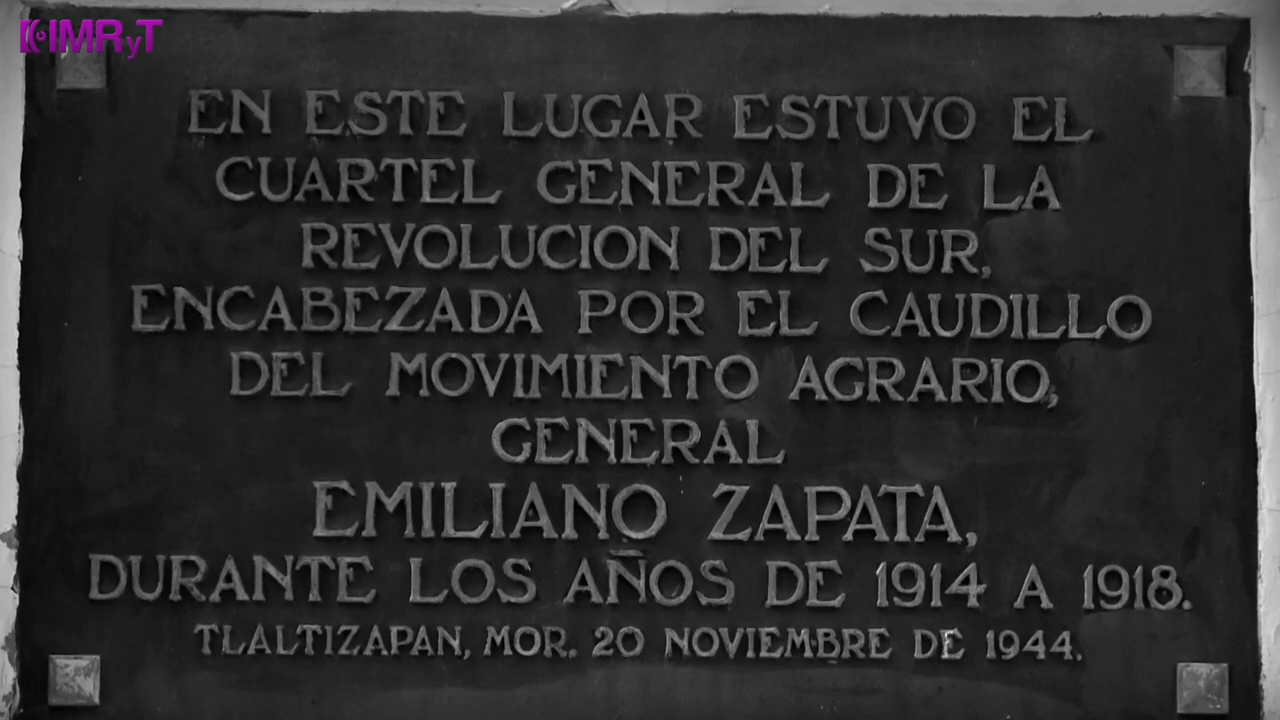 IMRyT
EN ESTE LUGAR ESTUVO EL
CUARTEL GENERAL DE LA
REVOLUCION DEL SUR,
ENCABEZADA POR EL CAUDILLO
DEL MOVIMIENTO AGRARIO,
GENERAL
EMILIANO ZAPATA,
DURANTE LOS AÑOS DE 1914 A 1918.
TLALTIZAPAN, MOR. 20 NOVIEMBRE DE 1944.